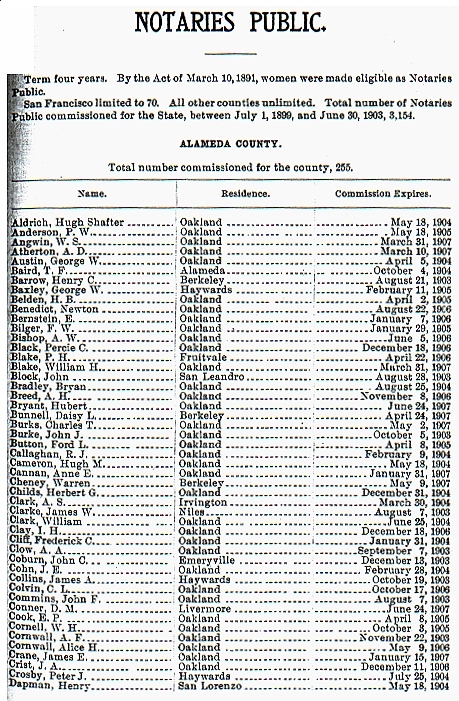 NOTARIES PUBLIC.
Term four years. By the Act of March 10, 1891, women were made eligible as Notaries
Public.
San Francisco limited to 70. All other counties unlimited. Total number of Notaries
Public commissioned for the State, between July 1, 1899, and June 30, 1903, 3,154.
ALAMEDA COUNTY.
Total number commissioned for the county, 255.
Name. Residence. Commission Expires.
Aldrich, Hugh Shafter Oakland May 18, 1904
Anderson, P. W. Oakland May 18, 1905
Angwin, W. S. Oakland March 31, 1907
Atherton, A. D. Oakland March 10, 1907
Austin, George W. Oakland April 5, 1904
Baird, T. F. Alameda October 4, 1904
Barrow, Henry C. Berkeley August 21, 1903
Baxley, George W. Haywards February 11, 1905
Belden, H. B. Oakland April 2, 1905
Benedict, Newton Oakland August 22, 1906
Bernstein, E. Oakland January 7, 1906
Bilger, F. W. Oakland January 29, 1905
Bishop, A. W. Oakland June 5, 1906
Black, Percie C. Oakland December 18, 1906
Blake, P. H. Fruitvale April 22, 1906
Blake, William H. Oakland March 31, 1907
Block, John San Leandro August 28, 1903
Bradley, Bryan Oakland August 25, 1904
Breed, A. H. Oakland November 8, 1906
Bryant, Hubert Oakland June 24, 1907
Bunnell, Daisy L. Berkeley April 24, 1907
Burks, Charles T. Oakland May 2, 1907
Burke, John J. Oakland October 5, 1903
Button, Ford L. Oakland April 8, 1905
Callaghan, R. J. Oakland February 9, 1904
Cameron, Hugh M. Oakland May 18, 1904
Cannan, Anne E. Oakland January 31, 1907
Cheney, Warren Berkeley May 9, 1907
Childs, Herbert G. Oakland December 31, 1904
Clark, A. S. Irvington March 30, 1904
Clarke, James W. Niles August 7, 1903
Clark, William Oakland June 25, 1904
Clay, I. H. Oakland December 18, 1906
Cliff, Frederick C. Oakland January 31, 1904
Clow, A. A. Oakland September 7, 1903
Coburn, John C. Emeryville December 13, 1903
Cohn, J. E. Oakland February 28, 1904
Collins, James A. Haywards October 19, 1903
Colvin, C. L. Oakland October 17, 1906
Commins, John F. Oakland August 7, 1903
Conner, D. M. Livermore June 24, 1907
Cook, E. P. Oakland April 8, 1905
Cornell, W. H. Oakland October 3, 1905
Cornwall, A. F. Oakland November 22, 1903
Cornwall, Alice H. Oakland May 9, 1906
Crane, James E. Oakland January 15, 1907
Crist, J. A. Oakland December 11, 1906
Crosby, Peter J. Haywards July 25, 1904
Dapman, Henry San Lorenzo May 18, 1904